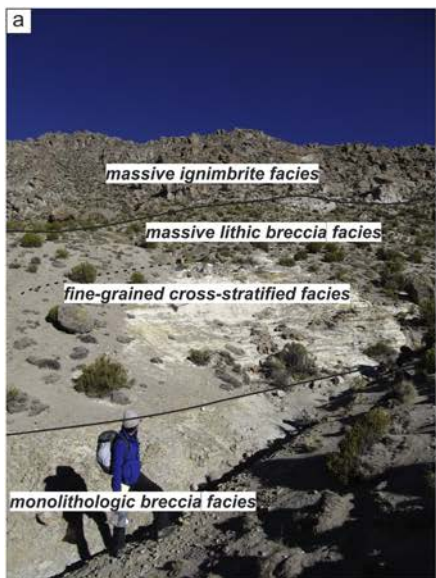 a
massive ignimbrite facies
massive lithic breccia facies
fine-grained cross-stratified facies
monolithologic breccia facies